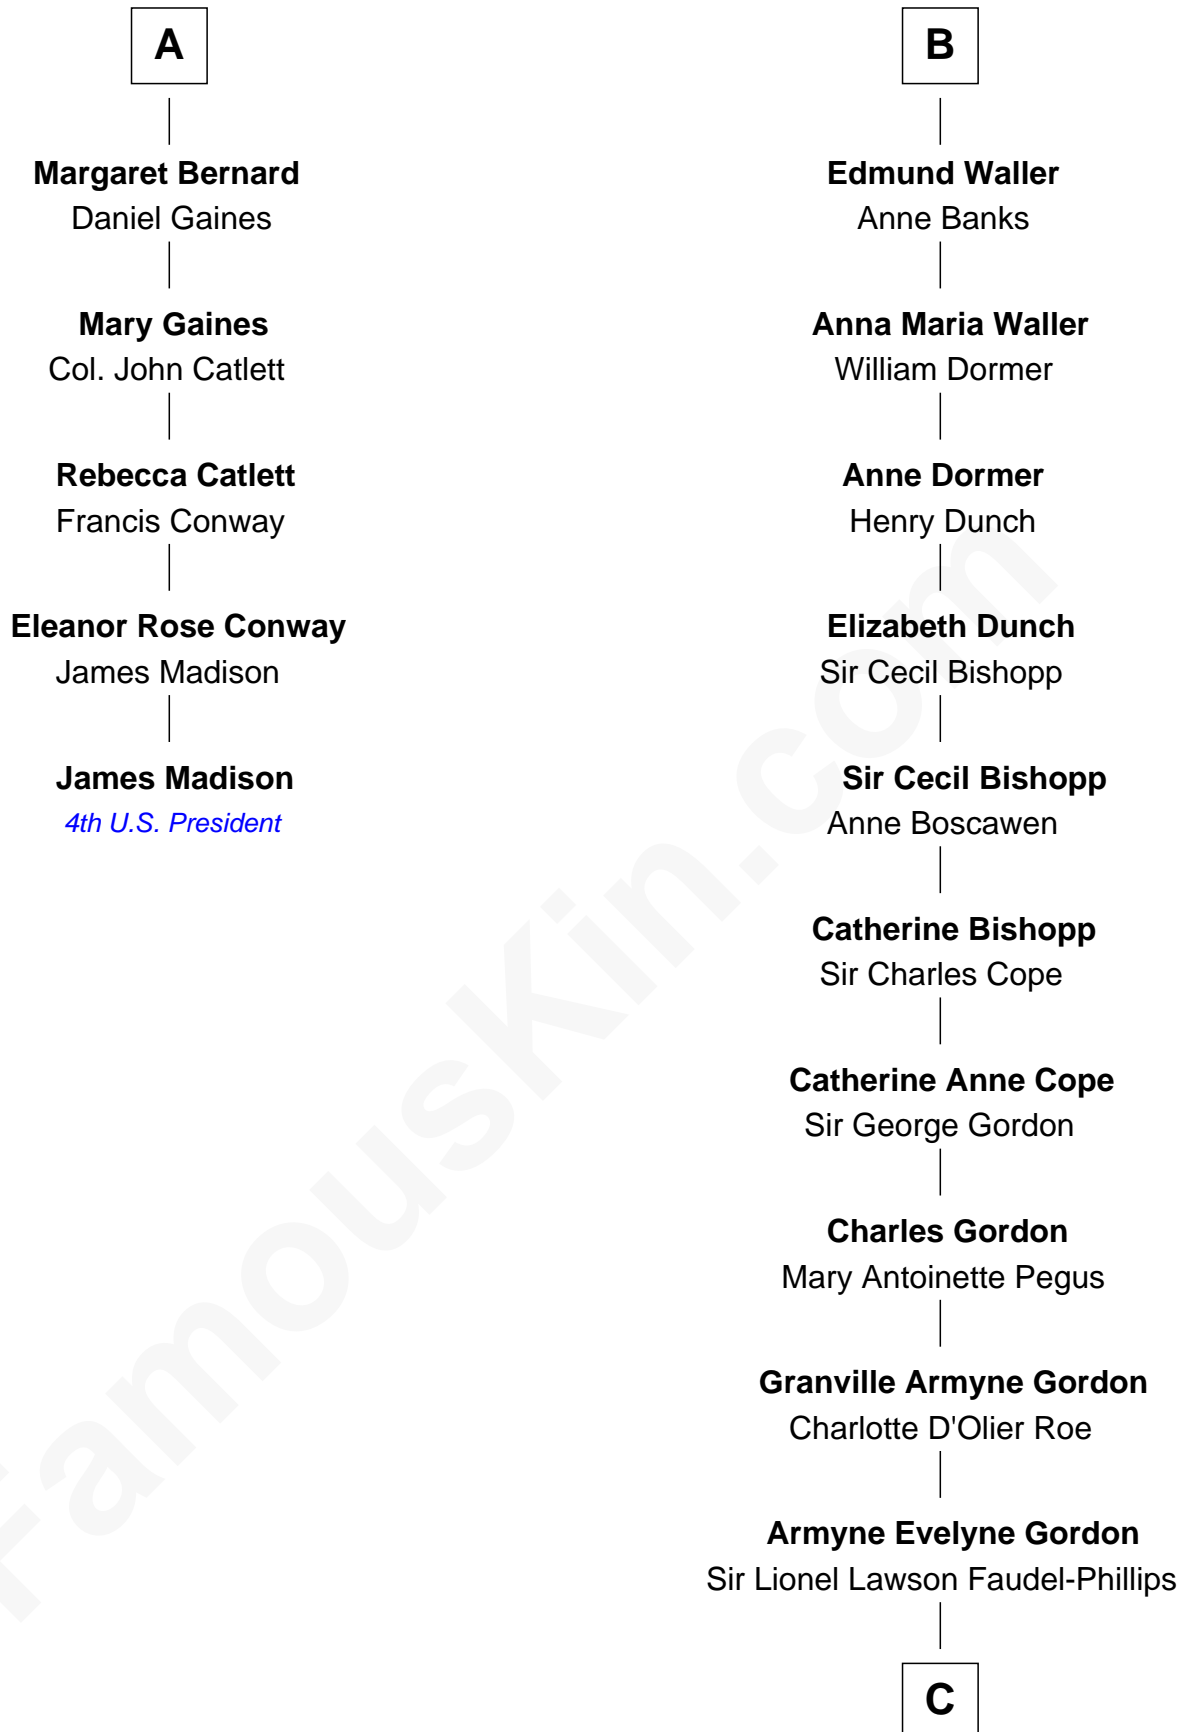 A
Margaret Bernard
Daniel Gaines
Mary Gaines
Col. John Catlett
Rebecca Catlett
Francis Conway
Eleanor Rose Conway
James Madison
James Madison
4th U.S. President
B
Edmund Waller
Anne Banks
Anna Maria Waller
William Dormer
Anne Dormer
Henry Dunch
Elizabeth Dunch
Sir Cecil Bishopp
Sir Cecil Bishopp
Anne Boscawen
Catherine Bishopp
Sir Charles Cope
Catherine Anne Cope
Sir George Gordon
Charles Gordon
Mary Antoinette Pegus
Granville Armyne Gordon
Charlotte D'Olier Roe
Armyne Evelyne Gordon
Sir Lionel Lawson Faudel-Phillips
C
FamousKin.com